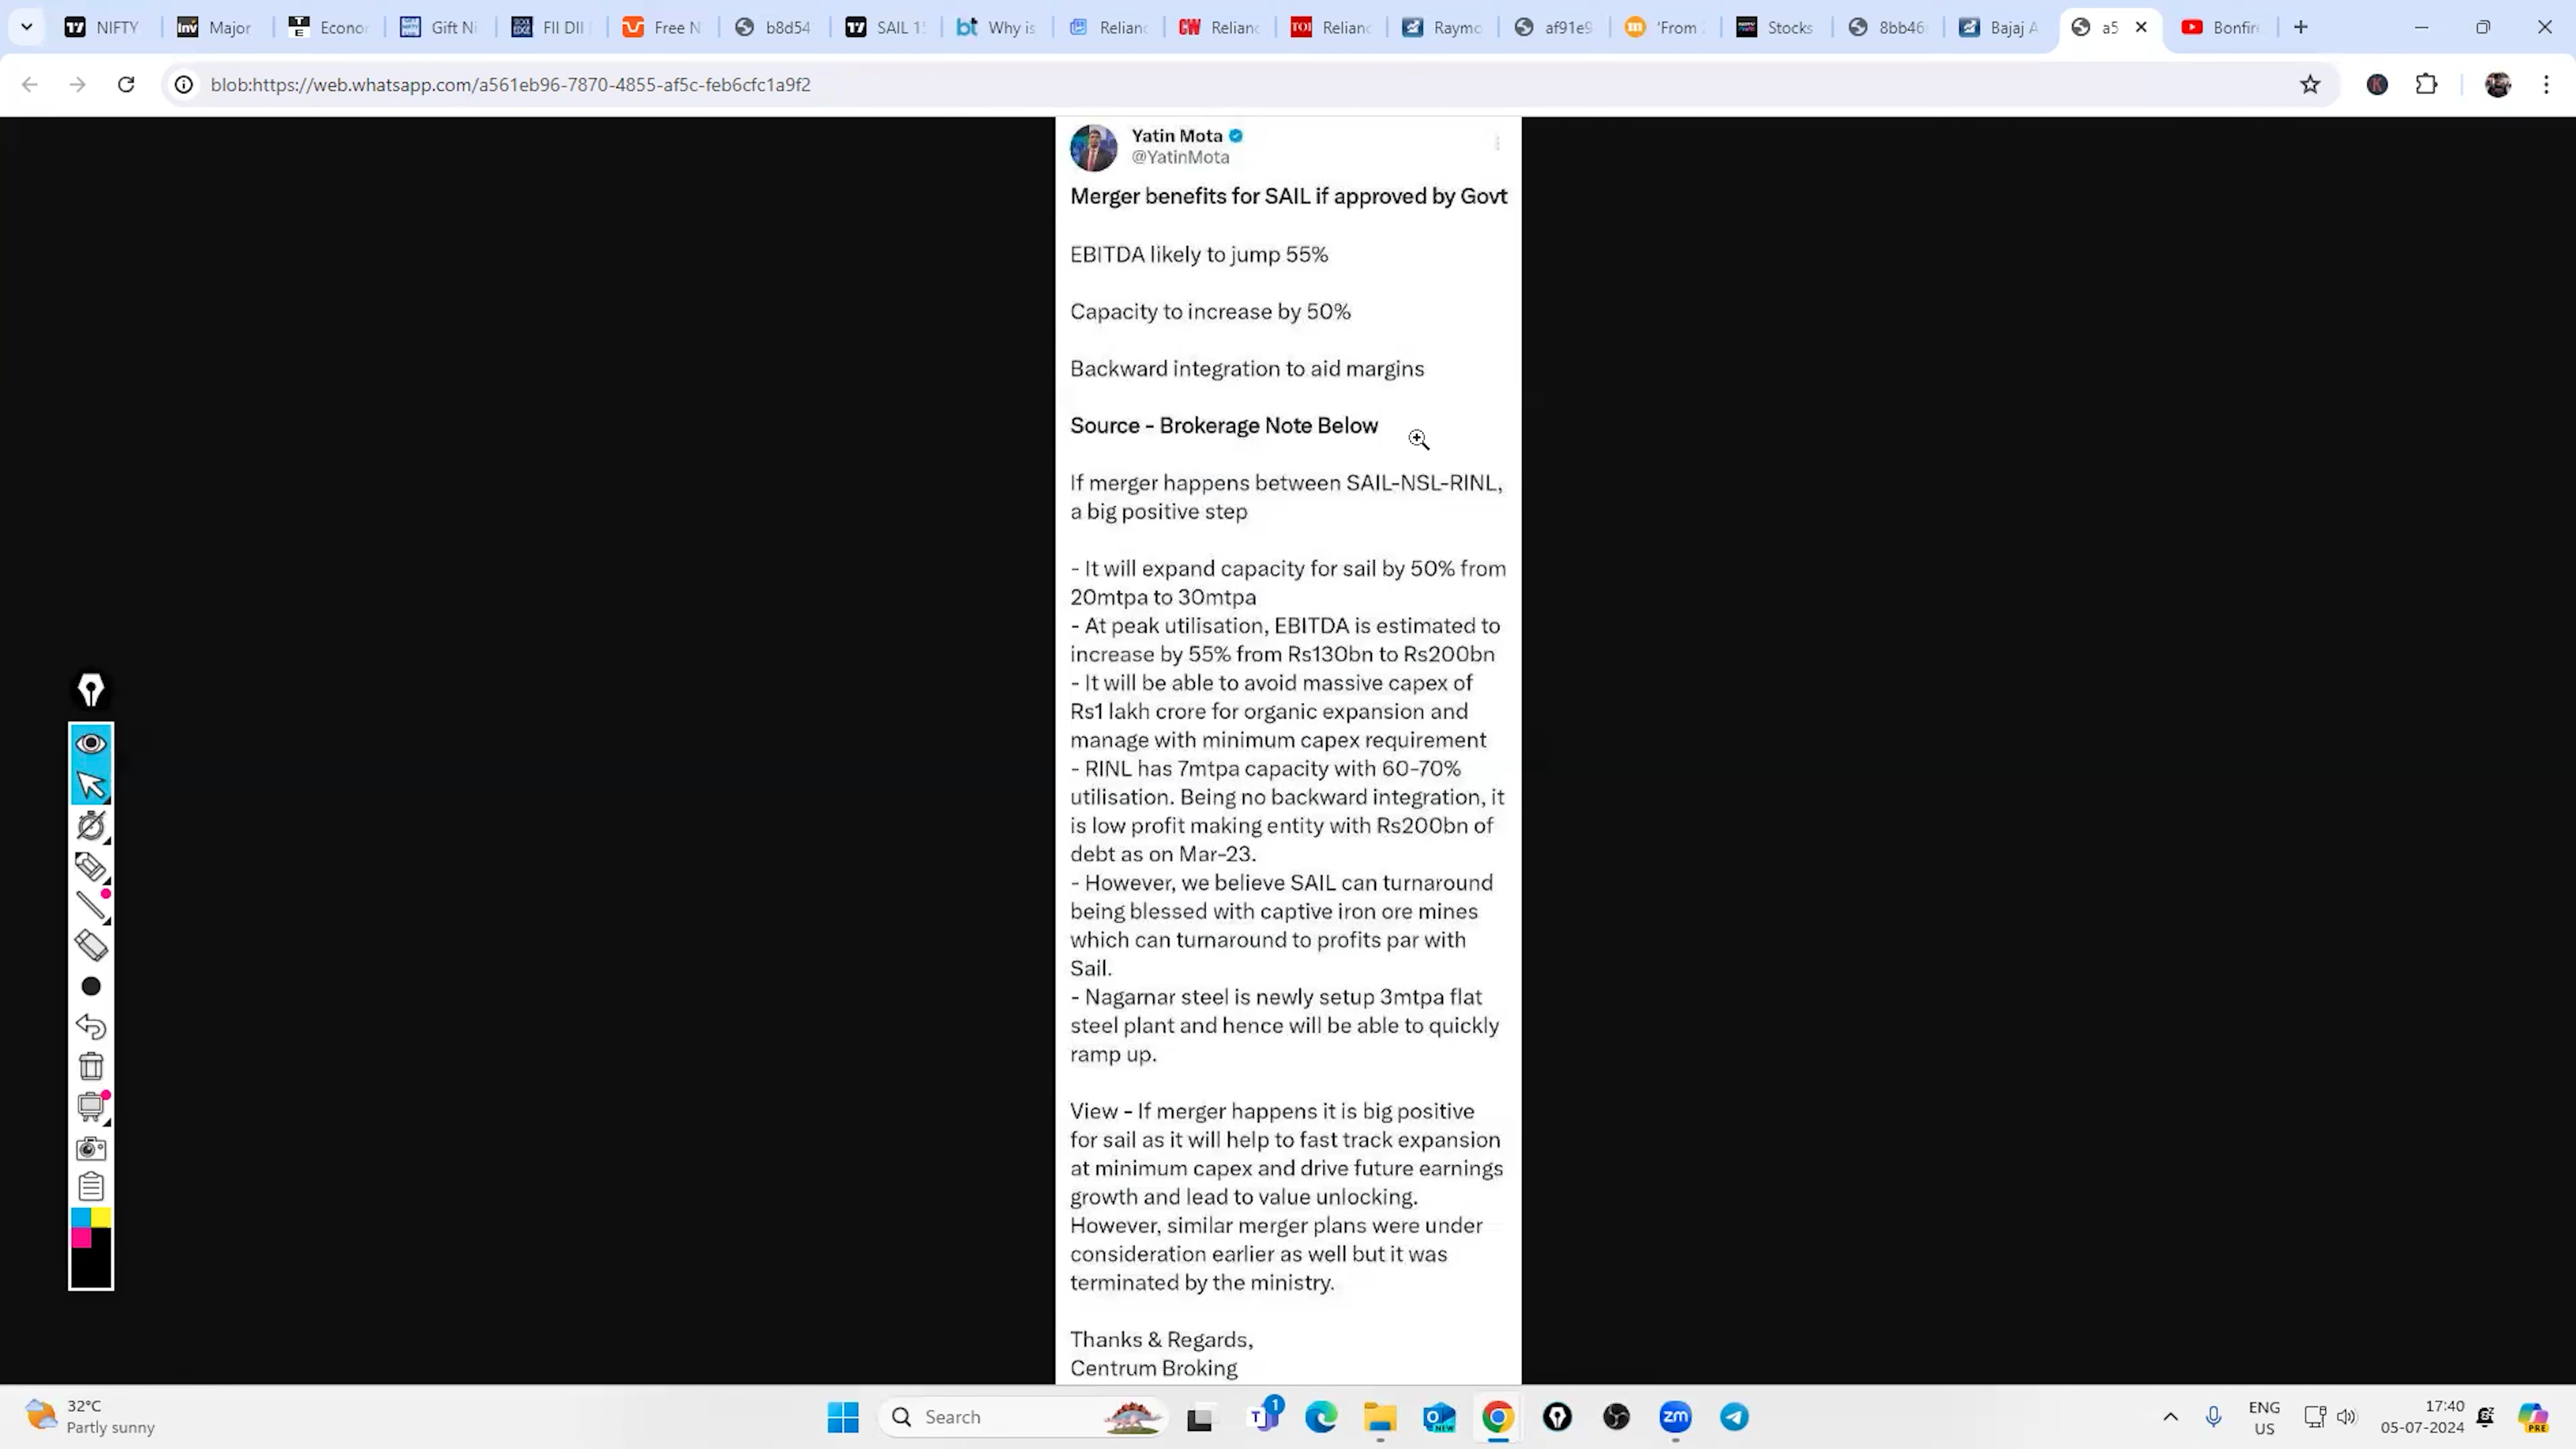 NIFTY
Major
Econor
Gift Ni
FII DII
Free N
b8d54
SAIL 1
Why is
Relianc
Relianc
Relianc
Raymo
af91e9
'From
Stocks
8bb46
Bajaj A
a5
Bonfir
blob:https://web.whatsapp.com/a561eb96-7870-4855-af5c-feb6cfc1a9f2
Yatin Mota
@YatinMota
Merger benefits for SAIL if approved by Govt
EBITDA likely to jump 55%
Capacity to increase by 50%
Backward integration to aid margins
Source - Brokerage Note Below
If merger happens between SAIL-NSL-RINL,
a big positive step
- It will expand capacity for sail by 50% from
20mtpa to 30mtpa
- At peak utilisation, EBITDA is estimated to
increase by 55% from Rs130bn to Rs200bn
- It will be able to avoid massive capex of
Rs1 lakh crore for organic expansion and
manage with minimum capex requirement
- RINL has 7mtpa capacity with 60-70%
utilisation. Being no backward integration, it
is low profit making entity with Rs200bn of
debt as on Mar-23.
- However, we believe SAIL can turnaround
being blessed with captive iron ore mines
which can turnaround to profits par with
Sail.
- Nagarnar steel is newly setup 3mtpa flat
steel plant and hence will be able to quickly
ramp up.
View - If merger happens it is big positive
for sail as it will help to fast track expansion
at minimum capex and drive future earnings
growth and lead to value unlocking.
However, similar merger plans were under
consideration earlier as well but it was
terminated by the ministry.
Thanks & Regards,
Centrum Broking
32°C
Partly sunny
Search
ENG
US
17:40
05-07-2024